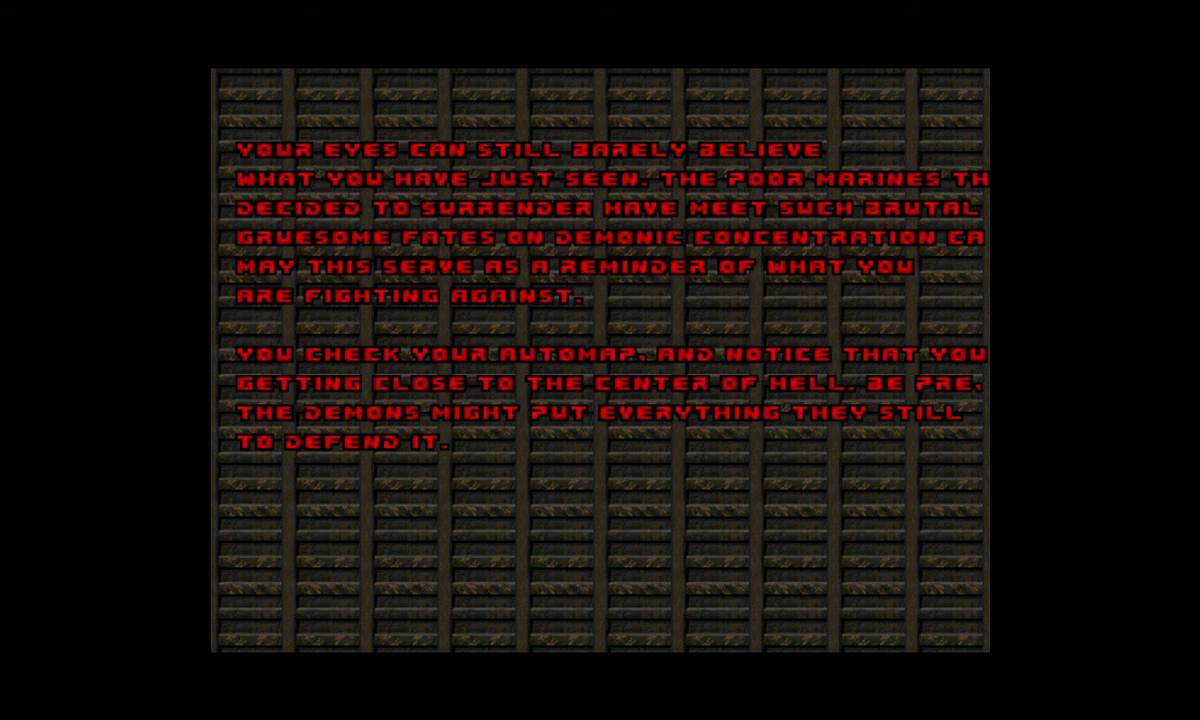 YOUR EYES CAN STILL BARELY BELIEVE
WHAT YOU HAVE JUST SEEN. THE POOR MARINES TH
DECIDED TO SURRENDER HAVE MEET SUCH BRUTAL
GRUESOME FATES ON DEMONIC CONCENTRATION CA
MAY THIS SERVE AS A REMINDER OF WHAT YOU
ARE FIGHTING AGAINST.
YOU CHECK YOUR AUTOMAP, AND NOTICE THAT YOU
GETTING CLOSE TO THE CENTER OF HELL. BE PRE,
THE DEMONS MIGHT PUT EVERYTHING THEY STILL
TO DEFEND IT.